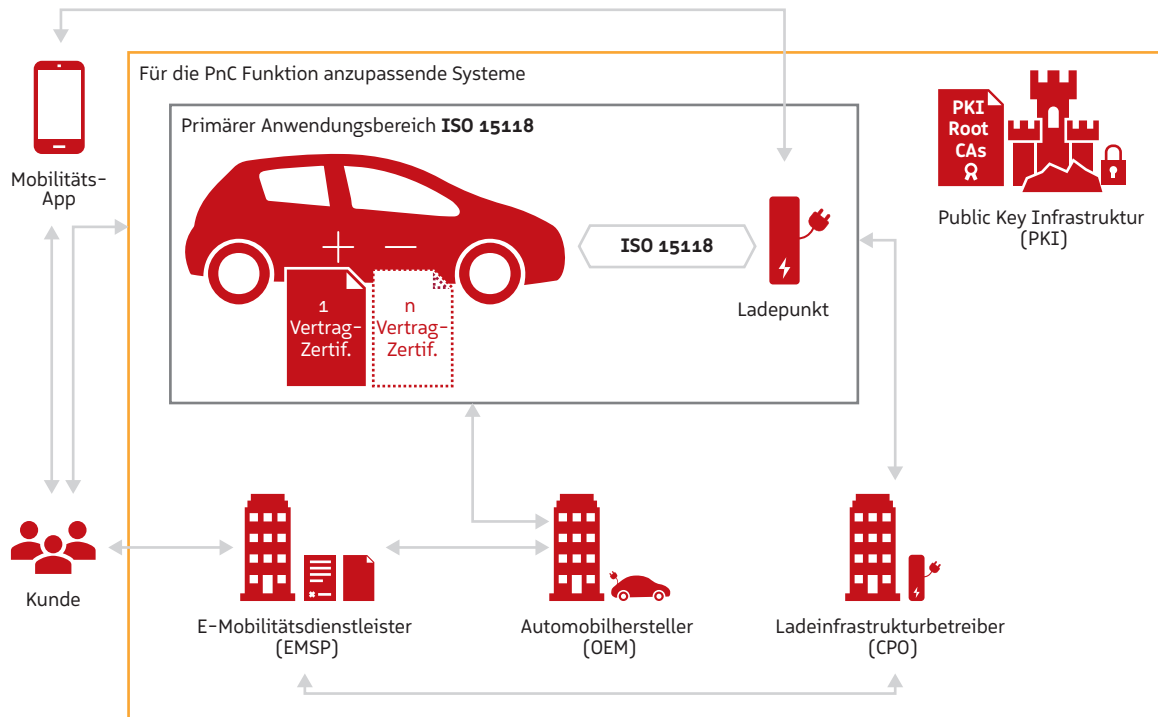 Für die PnC Funktion anzupassende Systeme
Primärer Anwendungsbereich ISO 15118
PKI
Root
CAs
Mobilitäts-
App
Public Key Infrastruktur
(PKI)
ISO 15118
Ladepunkt
1
Vertrag-
Zertif.
n
Vertrag-
Zertif.
Kunde
E-Mobilitätsdienstleister
(EMSP)
Automobilhersteller
(OEM)
Ladeinfrastrukturbetreiber
(CPO)